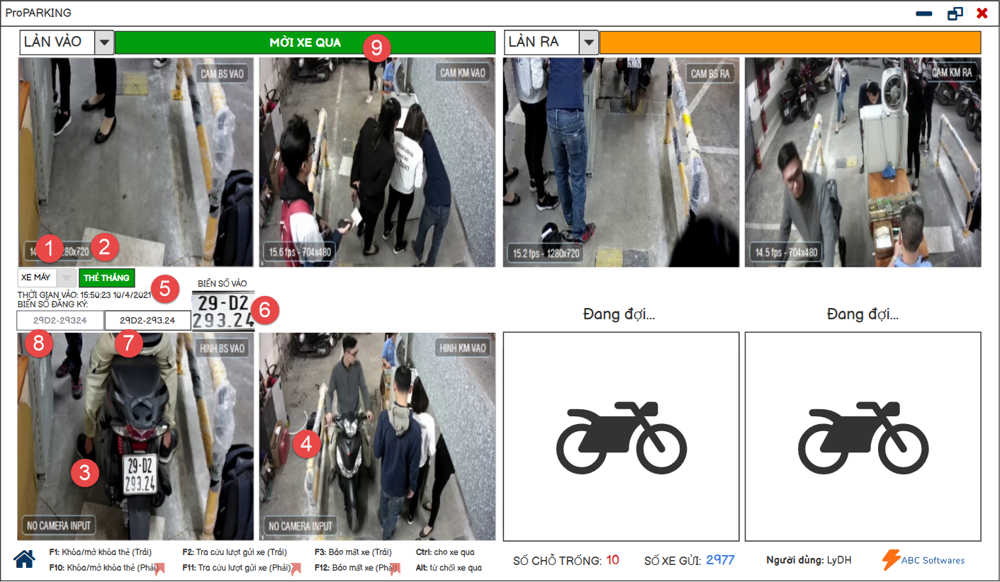 ProPARKING
LÀN VÀO
MỜI XE QUA
9
LÀN RA
CAM BS VAO
CAM KM VAO
CAM BS RA
CAM KM RA
1
80x720
2
15.6 fps - 704x480
15.2 fps - 1280x720
14.5 fps - 704x480
XE MÁY
THẺ THÁNG
THỜI GIAN VÀO: 15:50:23 10/4/2021
5
BIỂN SỐ VÀO
BIỂN SỐ ĐĂNG KÝ:
29-D2
293.24
6
29D2-29324
29D2-293.24
Đang đợi...
Đang đợi...
8
7
HINH BS VAO
HINH KM VAO
4
3
29-D2
293.24
NO CAMERA INPUT
NO CAMERA INPUT
F1: Khóa/mở khóa thẻ (Trái)
F2: Tra cứu lượt gửi xe (Trái)
F3: Báo mất xe (Trái)
Ctrl: cho xe qua
F10: Khóa/mở khóa thẻ (Phải)
F11: Tra cứu lượt gửi xe (Phải)
F12: Báo mất xe (Phải)
Alt: từ chối xe qua
SỐ CHỖ TRỐNG: 10
SỐ XE GỬI: 2977
Người dùng: LyDH
ABC Softwares